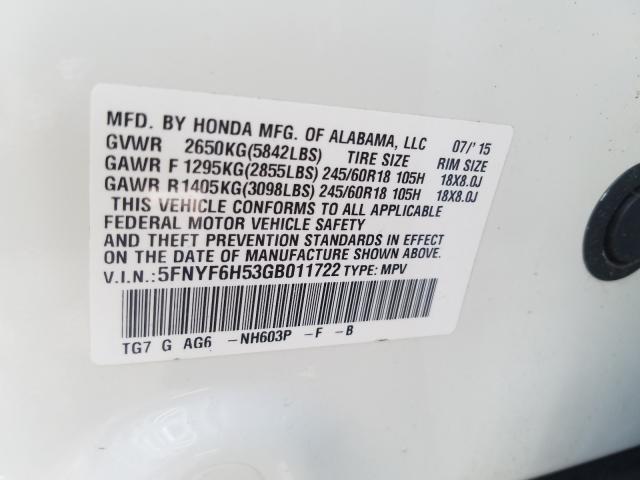 MFD. BY HONDA MFG. OF ALABAMA, LLC 07/'15
GVWR 2650KG(5842LBS) TIRE SIZE RIM SIZE
GAWR F 1295KG(2855LBS) 245/60R18 105H 18X8.0J
GAWR R1405KG(3098LBS) 245/60R18 105H 18X8.0J
THIS VEHICLE CONFORMS TO ALL APPLICABLE
FEDERAL MOTOR VEHICLE SAFETY
AND THEFT PREVENTION STANDARDS IN EFFECT
ON THE DATE OF MANUFACTURE SHOWN ABOVE.
V.I.N.: 5FNYF6H53GB011722 TYPE: MPV
TG7 G AG6 -NH603P -F -B